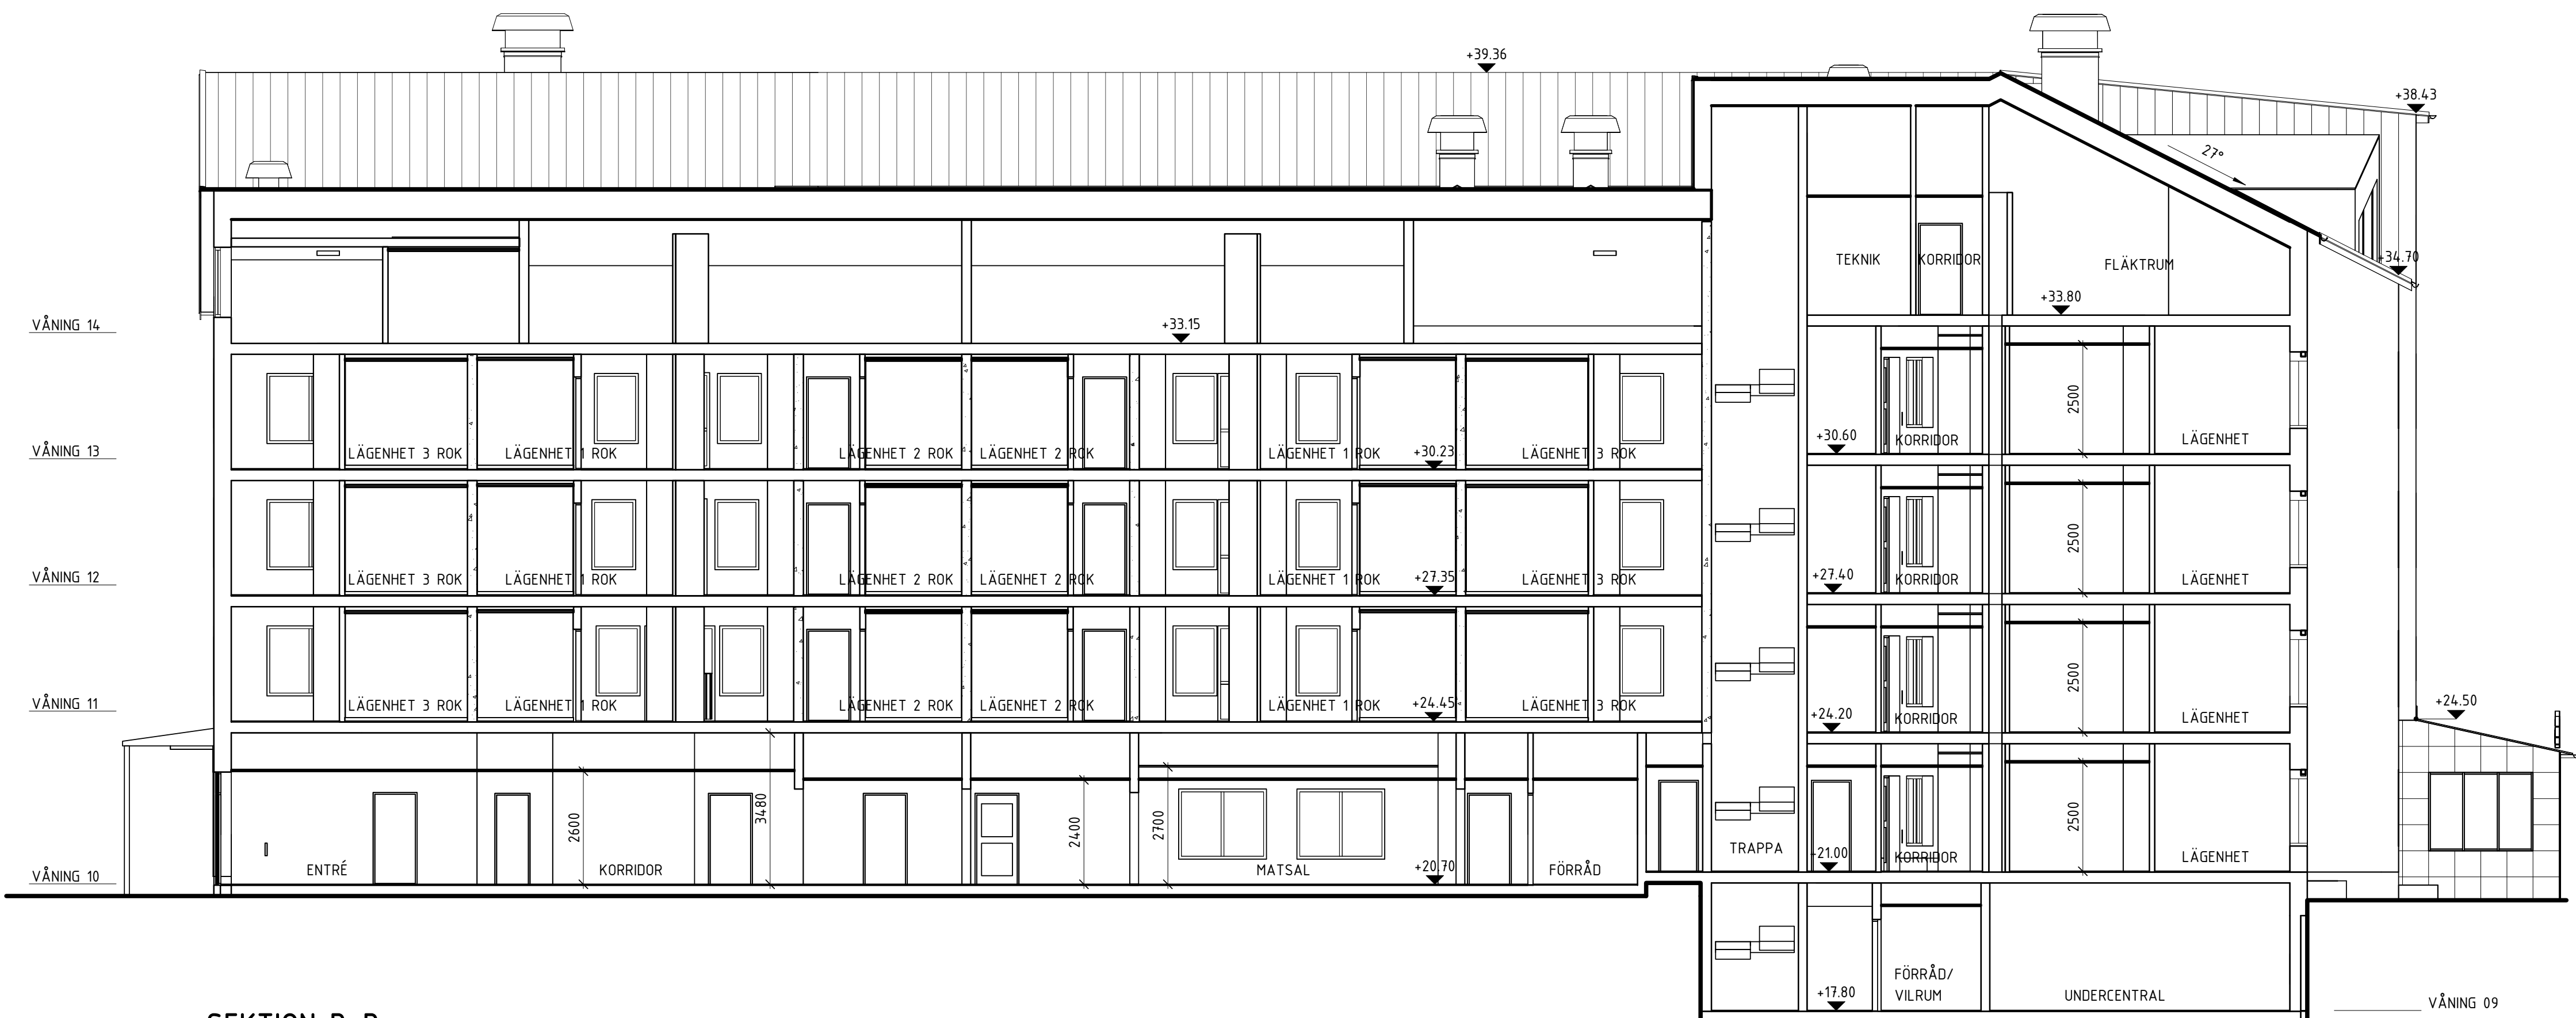 +39.36
+38.43
27°
TEKNIK KORRIDOR FLÄKTRUM +34.70
+33.80
VÅNING 14 +33.15
2500
+30.60 KORRIDOR LÄGENHET
VÅNING 13 LÄGENHET 3 ROK LÄGENHET 1 ROK LÄGENHET 2 ROK LÄGENHET 2 ROK LÄGENHET 1 ROK +30.23 LÄGENHET 3 ROK
2500
+27.40 KORRIDOR LÄGENHET
VÅNING 12 LÄGENHET 3 ROK LÄGENHET 1 ROK LÄGENHET 2 ROK LÄGENHET 2 ROK LÄGENHET 1 ROK +27.35 LÄGENHET 3 ROK
2500
VÅNING 11 LÄGENHET 3 ROK LÄGENHET 1 ROK LÄGENHET 2 ROK LÄGENHET 2 ROK LÄGENHET 1 ROK +24.45 LÄGENHET 3 ROK +24.50
+24.20 KORRIDOR LÄGENHET
2600 3480 2400 2700 2500
TRAPPA +21.00 KORRIDOR LÄGENHET
VÅNING 10 ENTRÉ KORRIDOR MATSAL +20.70 FÖRRÅD
FÖRRÅD/
+17.80 VILRUM UNDERCENTRAL VÅNING 09